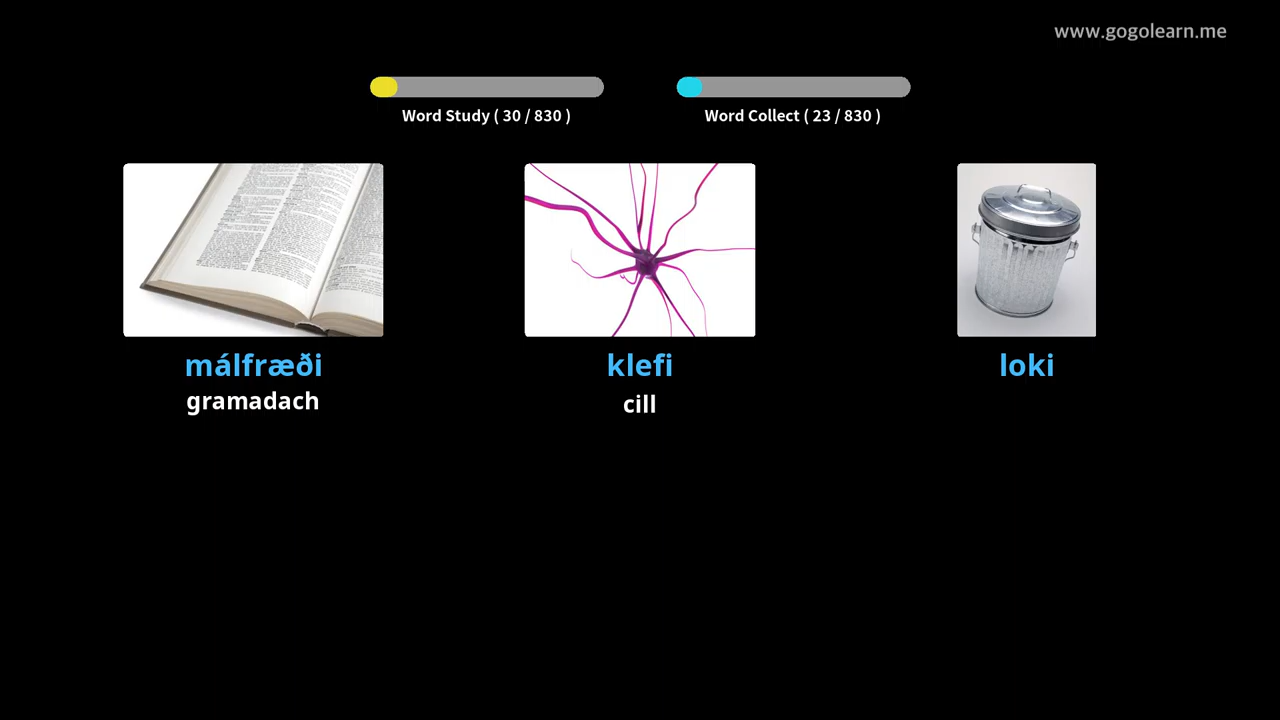 www.gogolearn.me
Word Study ( 30 / 830 )
Word Collect ( 23 / 830 )
málfræði
gramadach
klefi
cill
loki